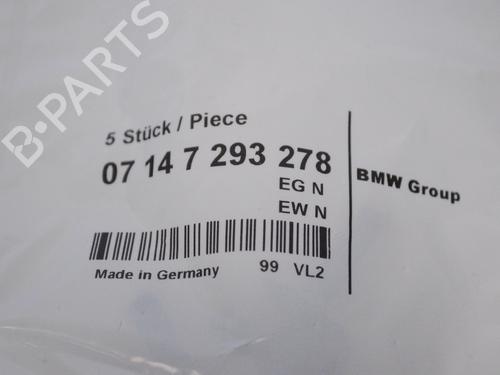 B-PARTS
5 Stück / Piece
07 14 7 293 278
EG N
EW N
BMW Group
Made in Germany 99 VL2